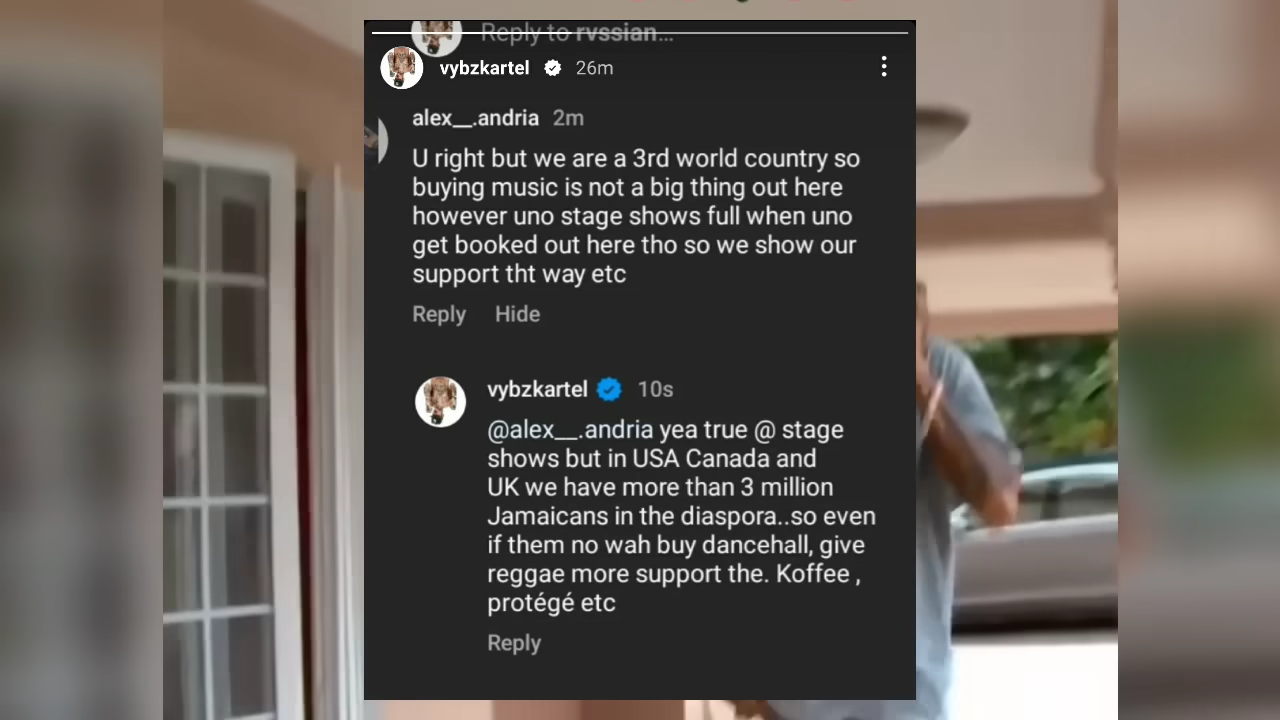 Reply to rvssian...
vybzkartel 26m
alex__.andria 2m
U right but we are a 3rd world country so
buying music is not a big thing out here
however uno stage shows full when uno
get booked out here tho so we show our
support tht way etc
Reply Hide
vybzkartel 10s
@alex__.andria yea true @ stage
shows but in USA Canada and
UK we have more than 3 million
Jamaicans in the diaspora..so even
if them no wah buy dancehall, give
reggae more support the. Koffee ,
protégé etc
Reply